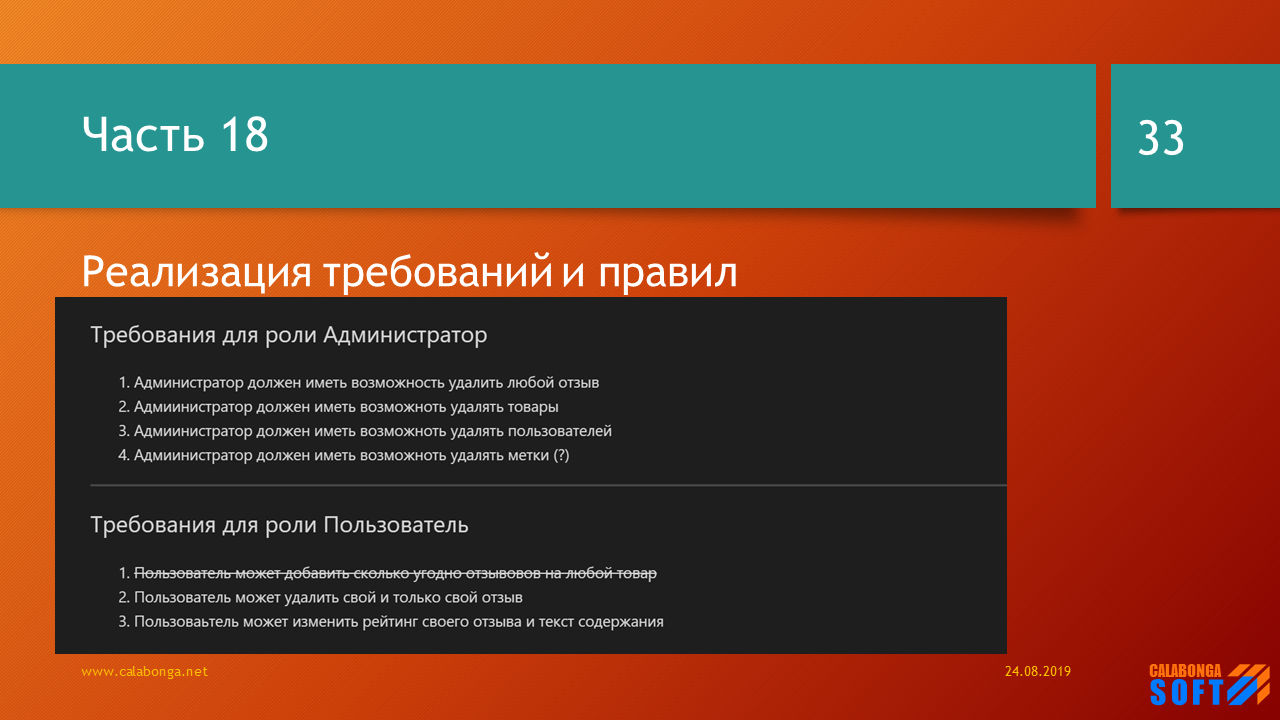 Часть 18
33
Реализация требований и правил
Требования для роли Администратор
1. Администратор должен иметь возможность удалить любой отзыв
2. Адмиинистратор должен иметь возможноть удалять товары
3. Адмиинистратор должен иметь возможноть удалять пользователей
4. Адмиинистратор должен иметь возможноть удалять метки (?)
Требования для роли Пользователь
1. Пользователь может добавить сколько угодно отзывовов на любой товар
2. Пользователь может удалить свой и только свой отзыв
3. Пользоваьтель может изменить рейтинг своего отзыва и текст содержания
www.calabonga.net
24.08.2019
CALABONGA
SOFT